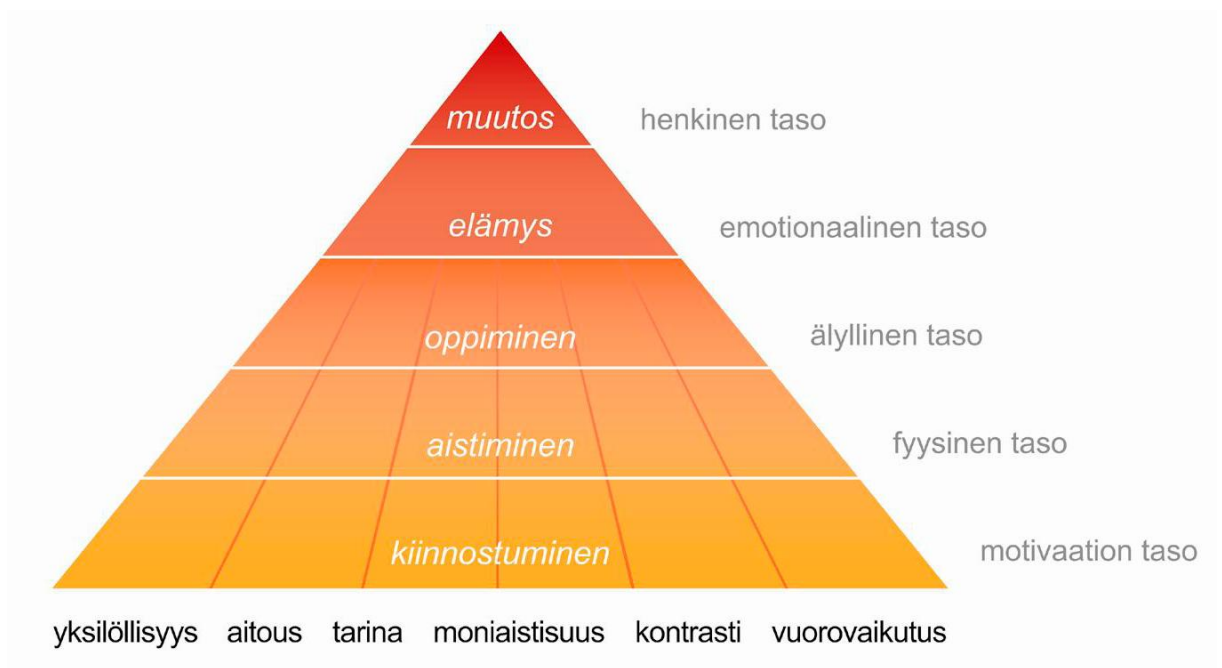 muutos henkinen taso
elämys emotionaalinen taso
oppiminen älyllinen taso
aistiminen fyysinen taso
kiinnostuminen motivaation taso
yksilöllisyys aitous tarina moniaistisuus kontrasti vuorovaikutus